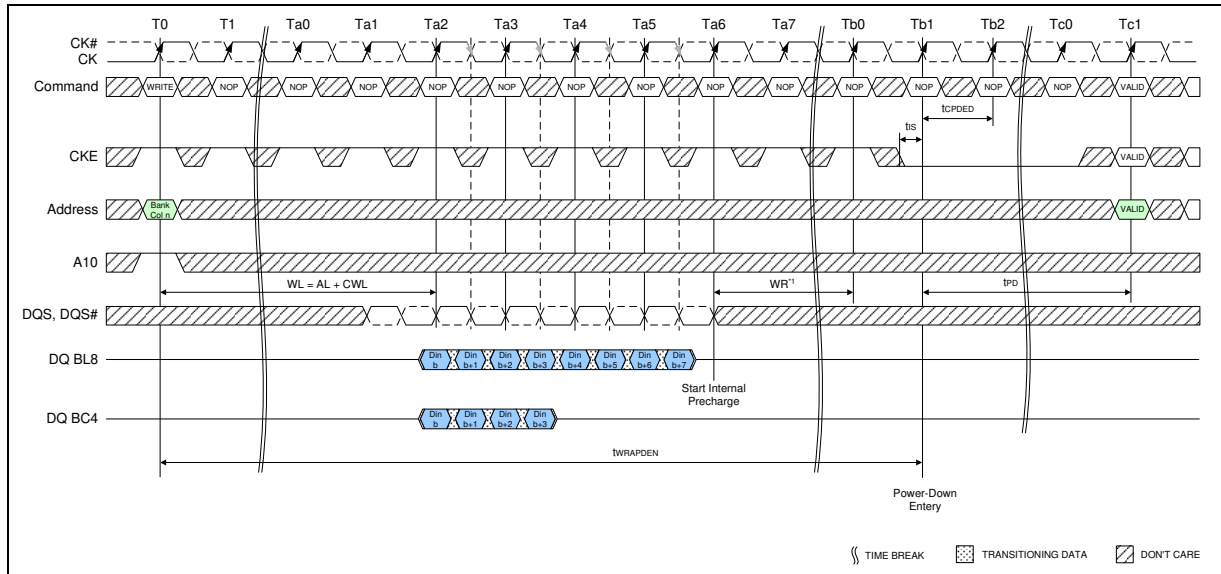 T0 T1 Ta0 Ta1 Ta2 Ta3 Ta4 Ta5 Ta6 Ta7 Tb0 Tb1 Tb2 Tc0 Tc1
CK#
CK
Command WRITE NOP NOP NOP NOP NOP NOP NOP NOP NOP NOP NOP NOP NOP VALID
tCPDED
tIS
CKE VALID
Address Bank Col n VALID
A10
WL = AL + CWL WR*1 tPD
DQS, DQS#
DQ BL8 Din b Din b+1 Din b+2 Din b+3 Din b+4 Din b+5 Din b+6 Din b+7
Start Internal
Precharge
DQ BC4 Din b Din b+1 Din b+2 Din b+3
tWRAPDEN
Power-Down
Entery
TIME BREAK TRANSITIONING DATA DON'T CARE